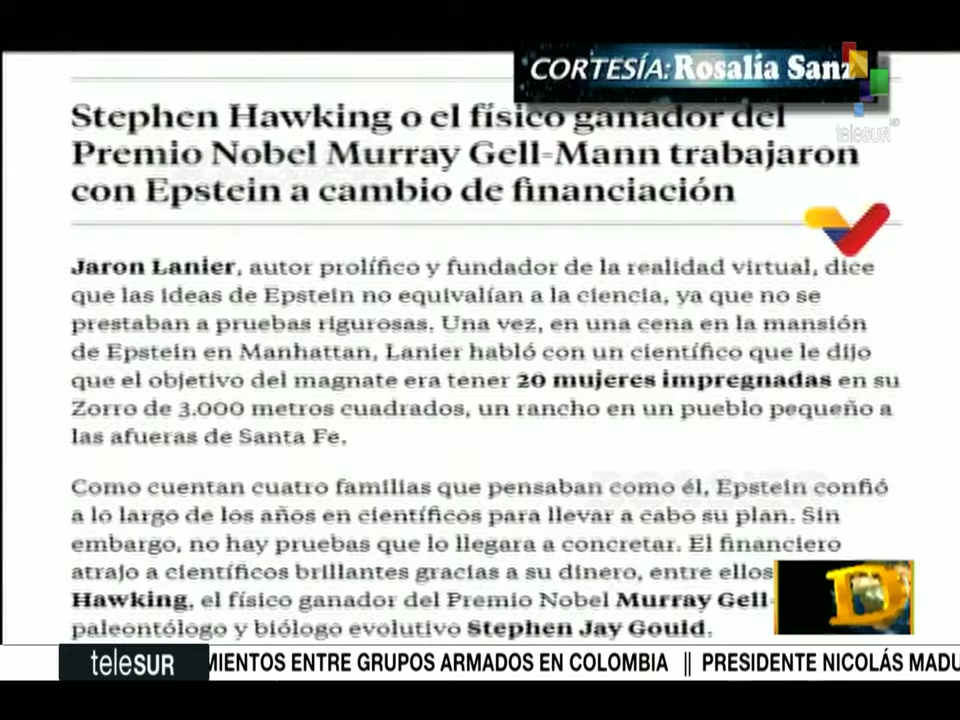 CORTESÍA: Rosalía Sanz
telesUR
HD
Stephen Hawking o el físico ganador del
Premio Nobel Murray Gell-Mann trabajaron
con Epstein a cambio de financiación
Jaron Lanier, autor prolífico y fundador de la realidad virtual, dice
que las ideas de Epstein no equivalían a la ciencia, ya que no se
prestaban a pruebas rigurosas. Una vez, en una cena en la mansión
de Epstein en Manhattan, Lanier habló con un científico que le dijo
que el objetivo del magnate era tener 20 mujeres impregnadas en su
Zorro de 3.000 metros cuadrados, un rancho en un pueblo pequeño a
las afueras de Santa Fe.
Como cuentan cuatro familias que pensaban como él, Epstein confió
a lo largo de los años en científicos para llevar a cabo su plan. Sin
embargo, no hay pruebas que lo llegara a concretar. El financiero
atrajo a científicos brillantes gracias a su dinero, entre ellos
Hawking, el físico ganador del Premio Nobel Murray Gell-
paleontólogo y biólogo evolutivo Stephen Jay Gould.
D
telesUR
MIENTOS ENTRE GRUPOS ARMADOS EN COLOMBIA || PRESIDENTE NICOLÁS MADU